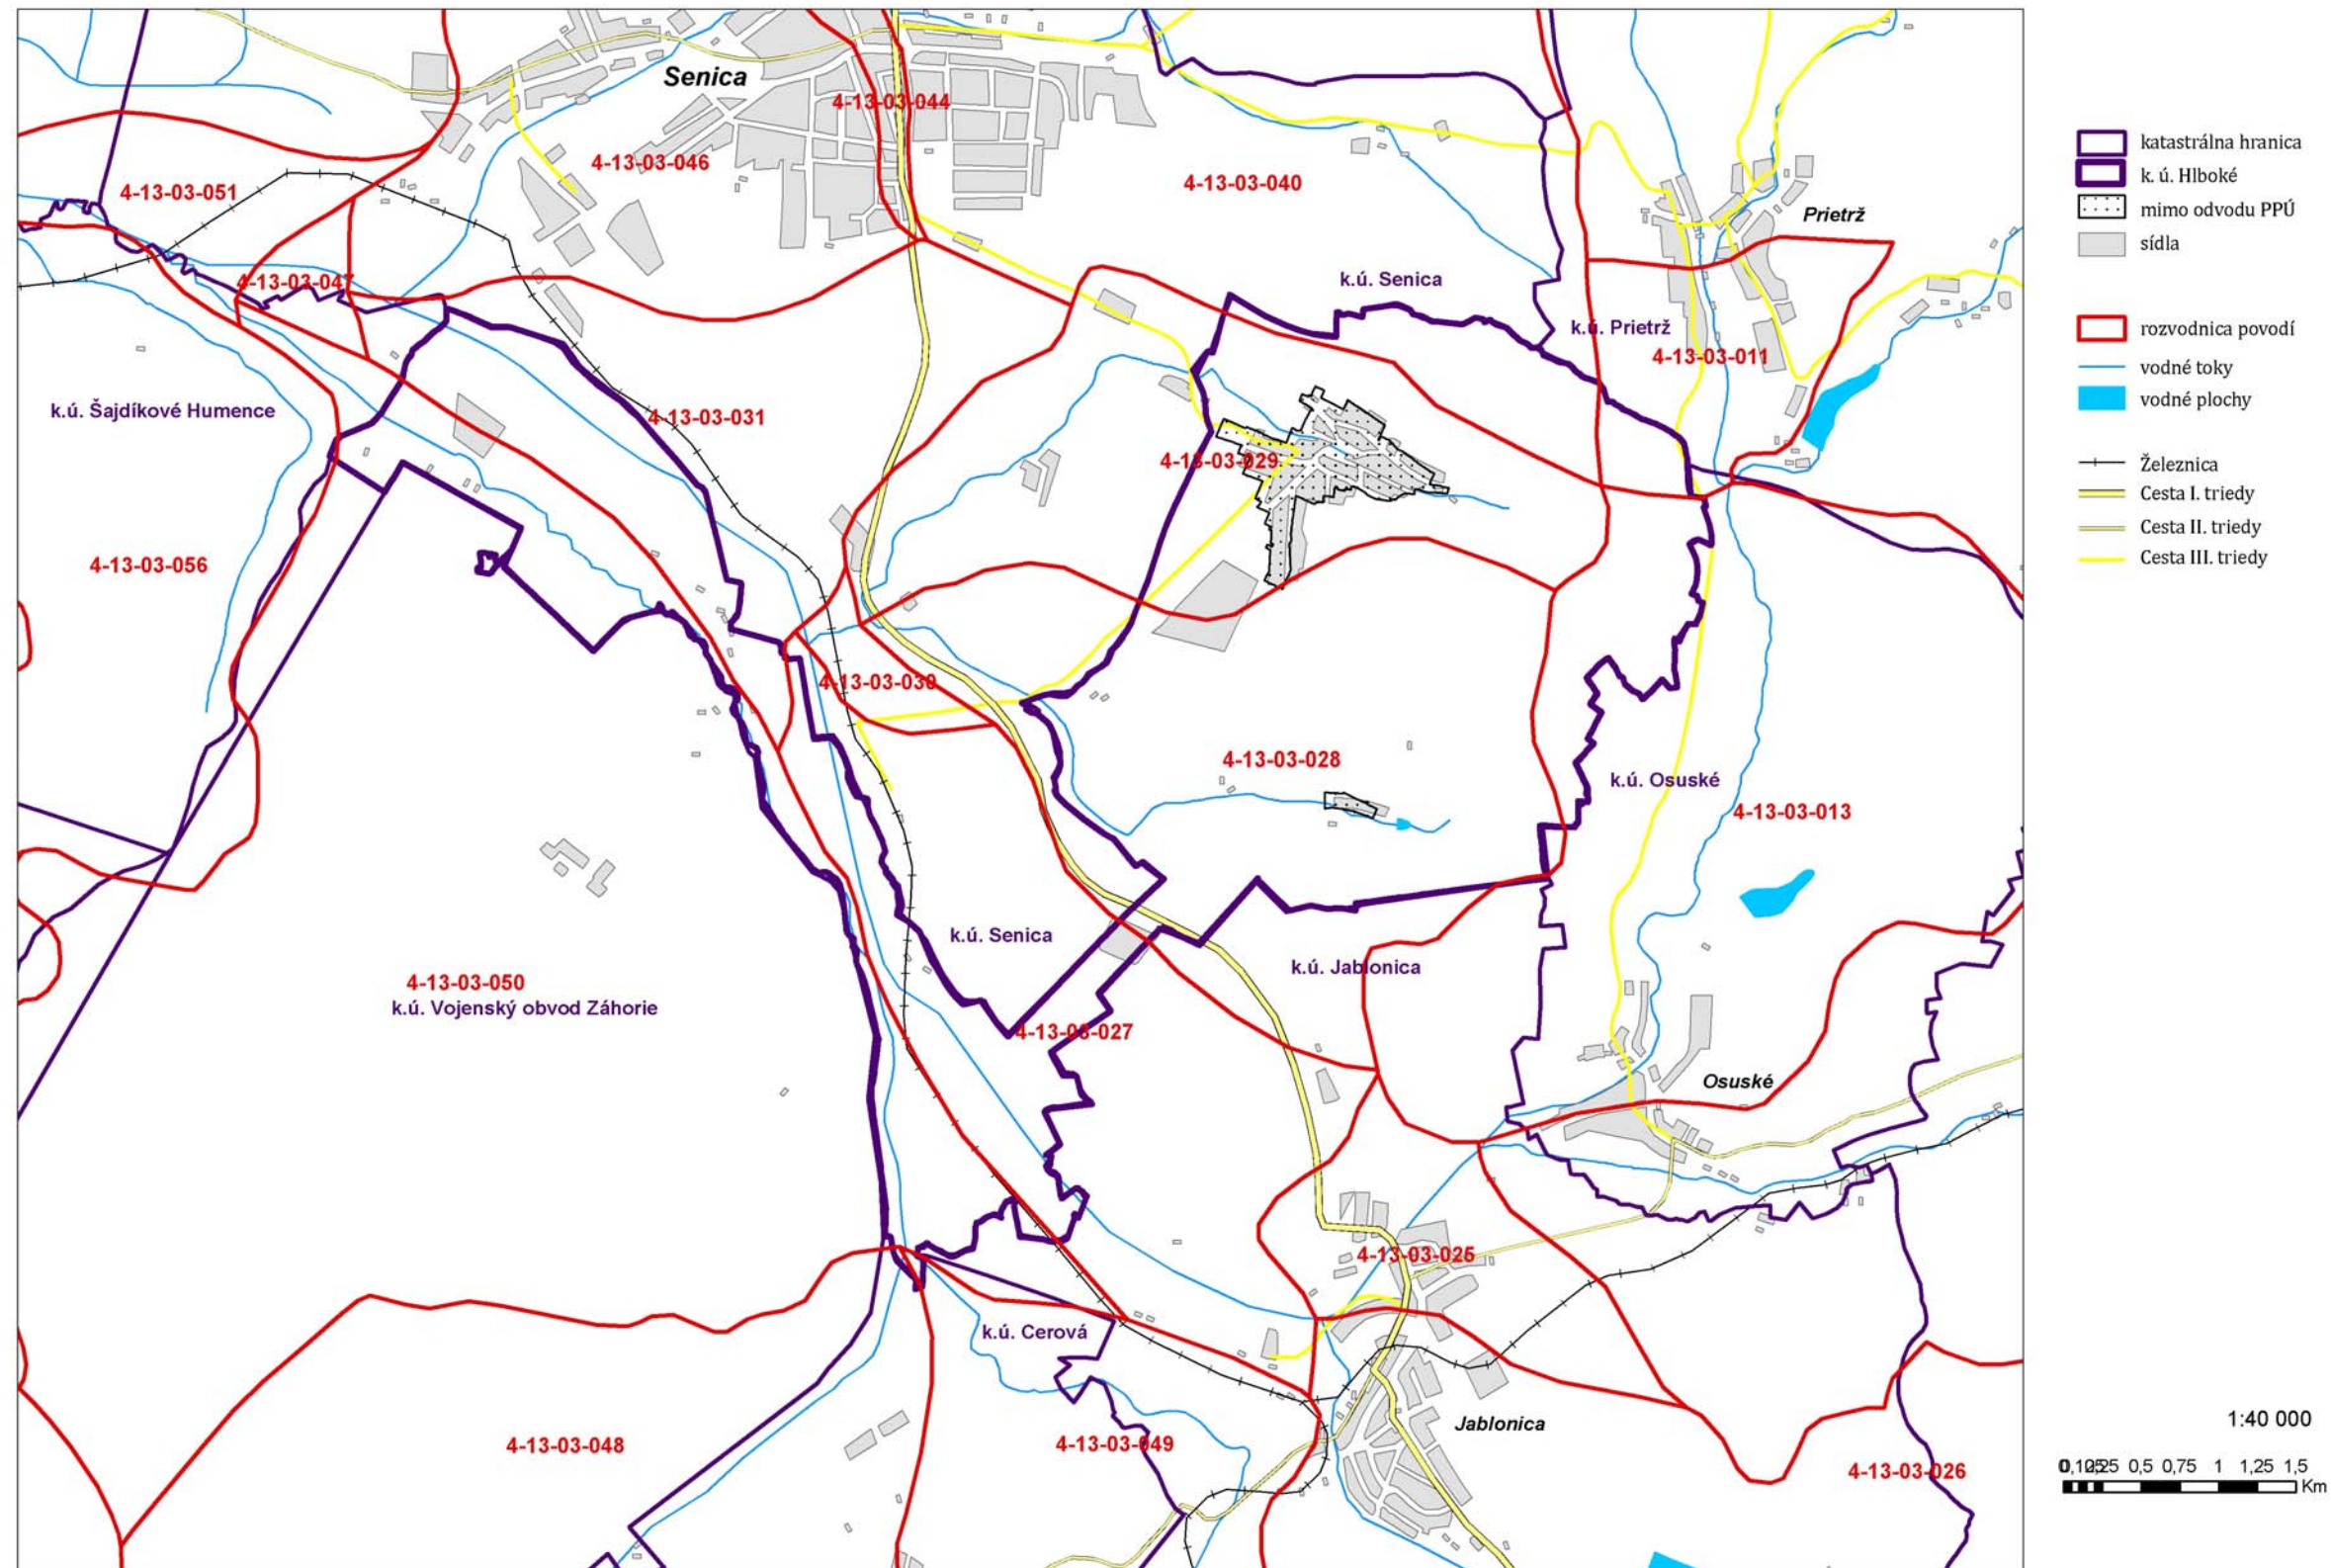 Senica
4-13-03-044
4-13-03-046
4-13-03-040
4-13-03-051
Prietrž
k.ú. Senica
4-13-03-047
k.ú. Prietrž
4-13-03-011
k.ú. Šajdíkové Humence
4-13-03-031
4-13-03-029
4-13-03-056
4-13-03-030
4-13-03-028
k.ú. Osuské
4-13-03-013
k.ú. Senica
k.ú. Jablonica
4-13-03-050
k.ú. Vojenský obvod Záhorie
4-13-03-027
Osuské
4-13-03-025
k.ú. Cerová
Jablonica
4-13-03-048
4-13-03-049
4-13-03-026
katastrálna hranica
k. ú. Hlboké
mimo odvodu PPÚ
sídla
rozvodnica povodí
vodné toky
vodné plochy
Železnica
Cesta I. triedy
Cesta II. triedy
Cesta III. triedy
1:40 000
0,5 0,75 1 1,25 1,5
Km